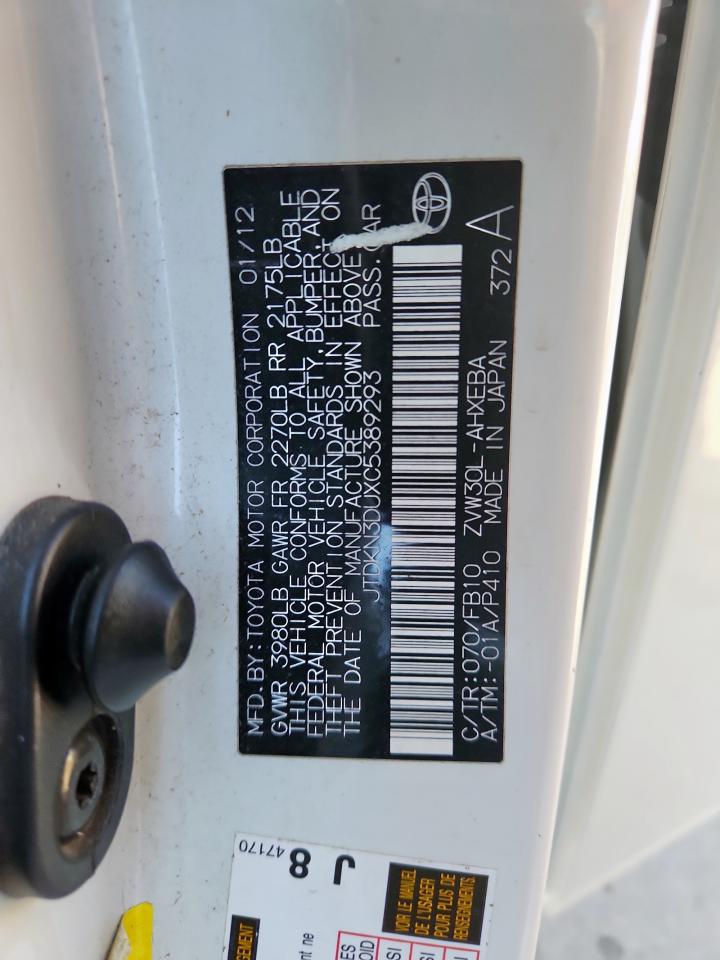 MFD.BY:TOYOTA MOTOR CORPORATION 01/12
GVWR 3980LB GAWR FR 2270LB RR 2175LB
THIS VEHICLE CONFORMS TO ALL APPLICABLE
FEDERAL MOTOR VEHICLE SAFETY, BUMPER, AND
THEFT PREVENTION STANDARDS IN EFFECT ON
THE DATE OF MANUFACTURE SHOWN ABOVE.
JTDKN3DUXC5389293 PASS.CAR
C/TR:070/FB10 ZVW30L-AHXEBA
A/TM:-01A/P410 MADE IN JAPAN 372 A
47170
8 J
VOIR LE MANUEL
DE L'USAGER
POUR PLUS DE
RENSEIGNEMENTS